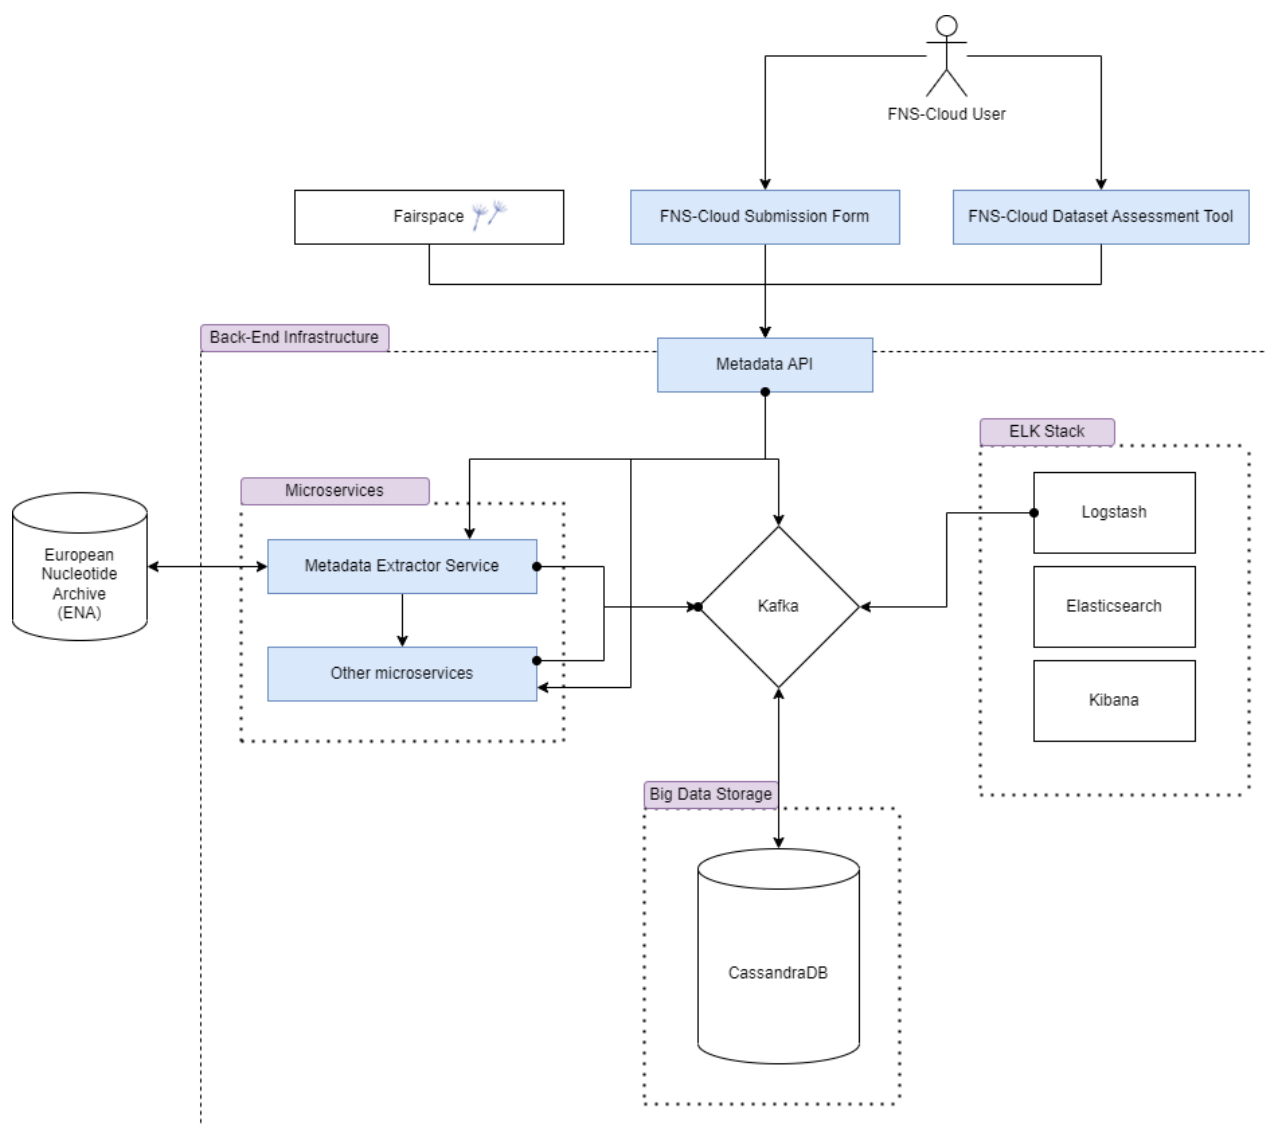 FNS-Cloud User
Fairspace
FNS-Cloud Submission Form
FNS-Cloud Dataset Assessment Tool
Back-End Infrastructure
Metadata API
ELK Stack
Microservices
Logstash
European
Nucleotide
Archive
(ENA)
Metadata Extractor Service
Kafka
Elasticsearch
Other microservices
Kibana
Big Data Storage
CassandraDB